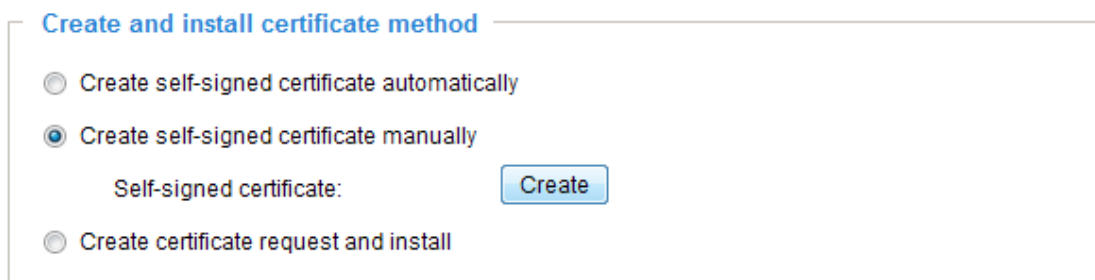 Create and install certificate method
Create self-signed certificate automatically
Create self-signed certificate manually
Self-signed certificate: Create
Create certificate request and install